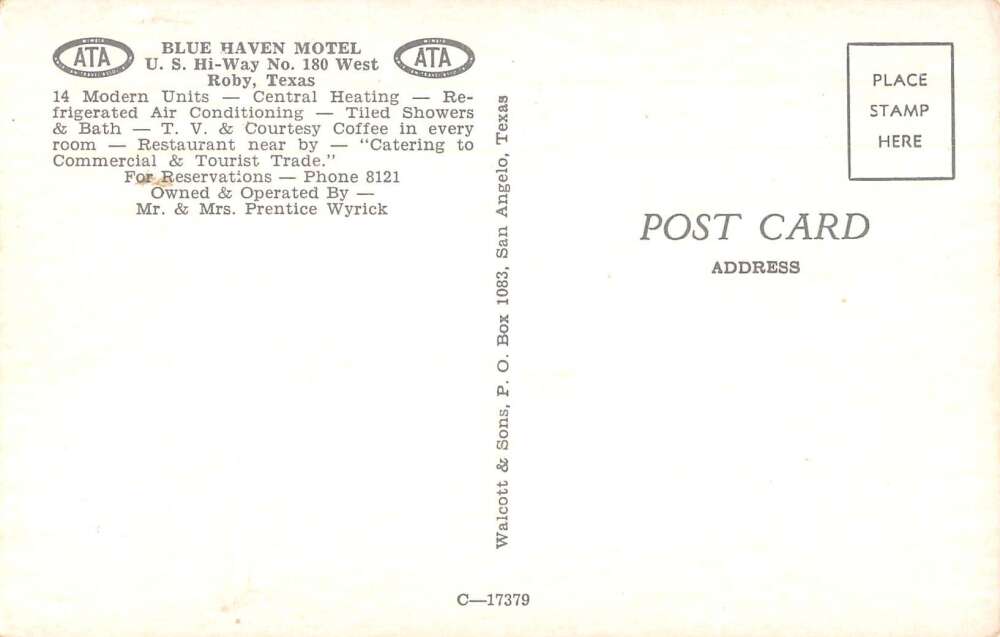 ATA
ATA
BLUE HAVEN MOTEL
U. S. Hi-Way No. 180 West
Roby, Texas
14 Modern Units — Central Heating — Re-
frigerated Air Conditioning — Tiled Showers
& Bath — T. V. & Courtesy Coffee in every
room — Restaurant near by — "Catering to
Commercial & Tourist Trade."
For Reservations — Phone 8121
Owned & Operated By —
Mr. & Mrs. Prentice Wyrick
Walcott & Sons, P. O. Box 1083, San Angelo, Texas
PLACE
STAMP
HERE
POST CARD
ADDRESS
C—17379